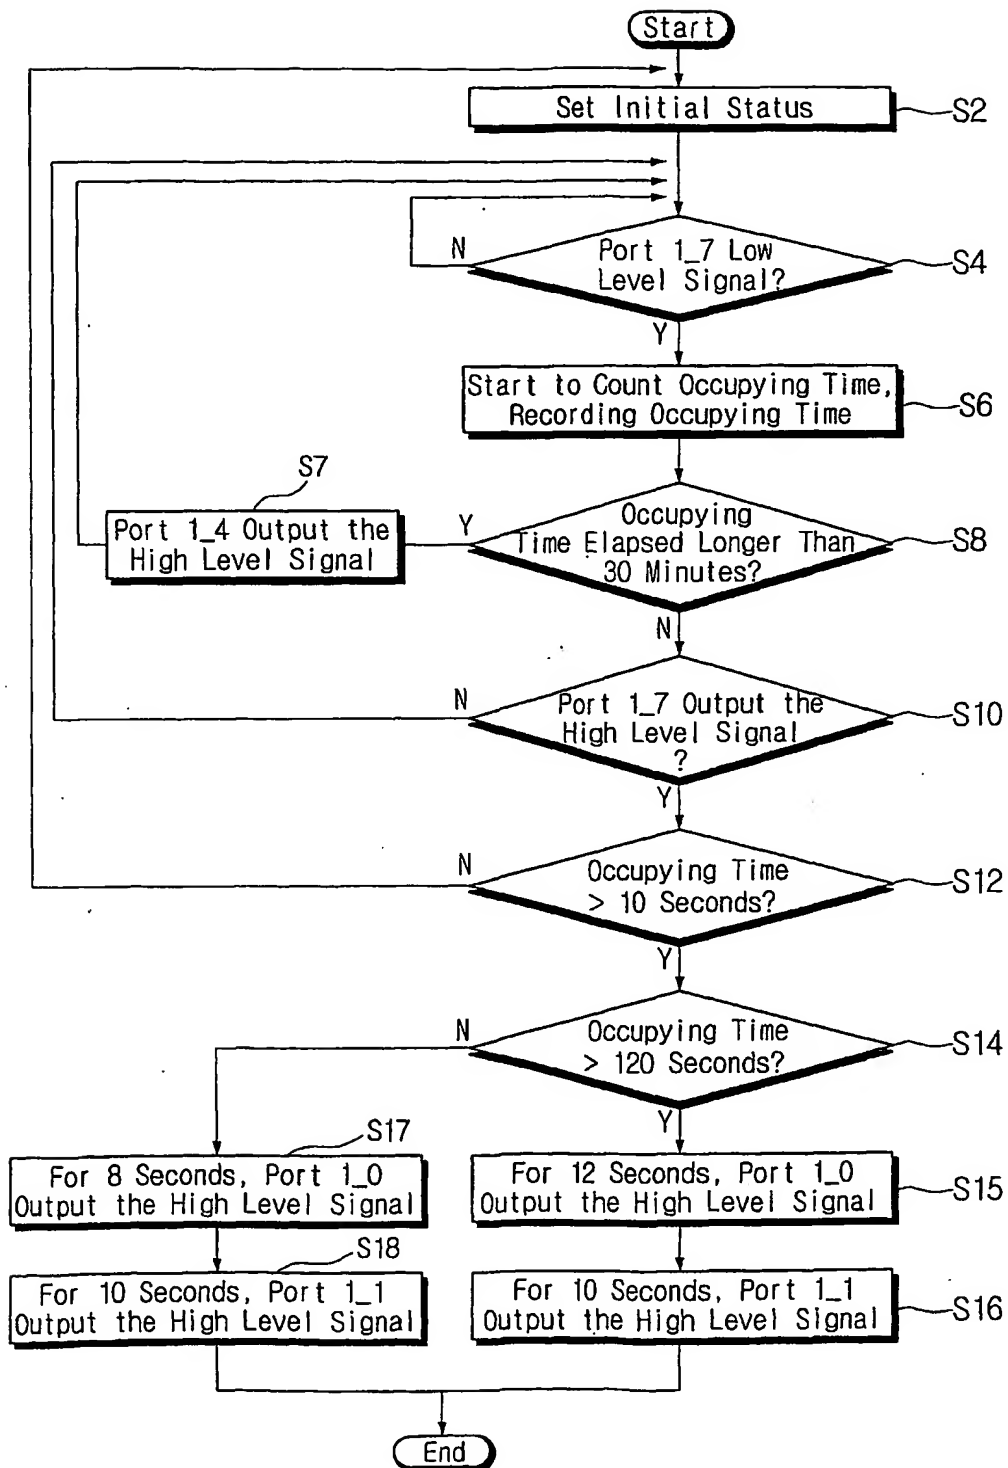 Start
Set Initial Status
S2
N
Port 1_7 Low
Level Signal?
S4
Y
Start to Count Occupying Time,
Recording Occupying Time
S6
S7
Port 1_4 Output the
High Level Signal
Y
Occupying
Time Elapsed Longer Than
30 Minutes?
S8
N
N
Port 1_7 Output the
High Level Signal
?
S10
Y
N
Occupying Time
> 10 Seconds?
S12
Y
N
Occupying Time
> 120 Seconds?
S14
Y
S17
For 8 Seconds, Port 1_0
Output the High Level Signal
For 12 Seconds, Port 1_0
Output the High Level Signal
S15
S18
For 10 Seconds, Port 1_1
Output the High Level Signal
For 10 Seconds, Port 1_1
Output the High Level Signal
S16
End